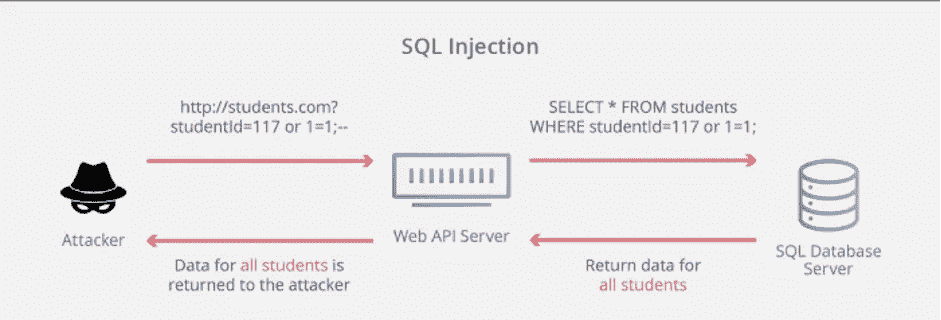 SQL Injection
http://students.com?
studentId=117 or 1=1;--
SELECT * FROM students
WHERE studentId=117 or 1=1;
Attacker
Web API Server
SQL Database
Server
Data for all students is
returned to the attacker
Return data for
all students